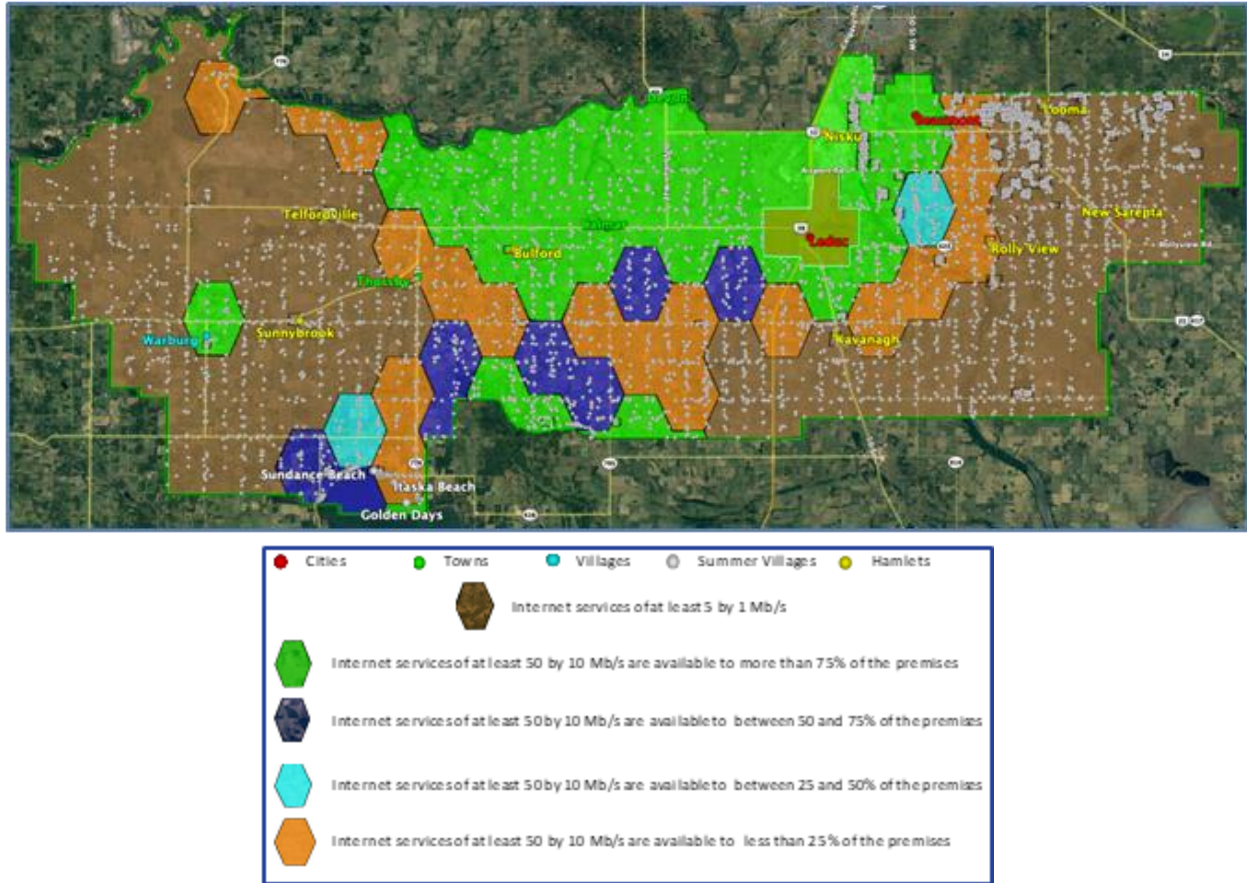 Devon
Looma
Beaumont
Nisku
Telfordville
Calmar
New Sarepta
Leduc
Rolly View
Rollyview Rd
Buford
Thorsby
Sunnybrook
Warburg
Kavanagh
Sundance Beach
Itaska Beach
Golden Days
Cities Towns Villages Summer Villages Hamlets
Internet services of at least 5 by 1 Mb/s
Internet services of at least 50 by 10 Mb/s are available to more than 75% of the premises
Internet services of at least 50 by 10 Mb/s are available to between 50 and 75% of the premises
Internet services of at least 50 by 10 Mb/s are available to between 25 and 50% of the premises
Internet services of at least 50 by 10 Mb/s are available to less than 25% of the premises